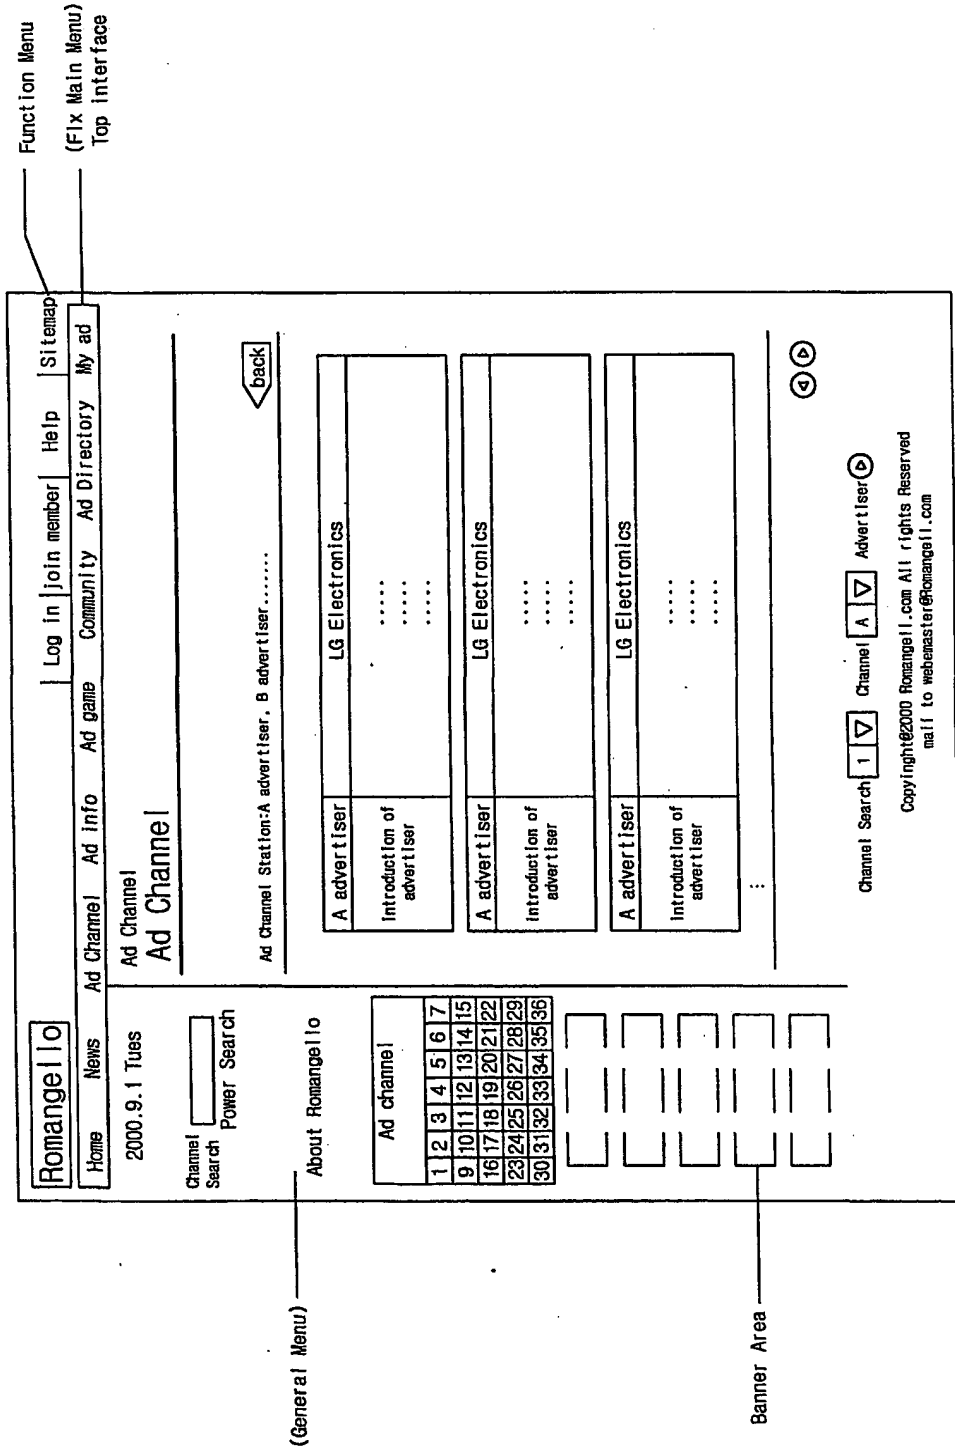 Function Menu
(Fix Main Menu)
Top interface
Romangello
Log in join member Help Sitemap
Home News Ad Channel Ad info Ad game Community Ad Directory My ad
2000.9.1 Tues
Channel
Search
Power Search
About Romangello
Ad channel
1 2 3 4 5 6 7
9 10 11 12 13 14 15
16 17 18 19 20 21 22
23 24 25 26 27 28 29
30 31 32 33 34 35 36
Ad Channel
Ad Channel
back
Ad Channel Station:A advertiser, B advertiser.......
A advertiser LG Electronics
Introduction of
advertiser
.....
.....
.....
A advertiser LG Electronics
Introduction of
advertiser
.....
.....
.....
A advertiser LG Electronics
Introduction of
advertiser
.....
.....
.....
Channel Search 1 Channel A Advertiser
Copyinght@2000 Romangell.com All rights Reserved
mail to webemaster@Romangell.com
(General Menu)
Banner Area